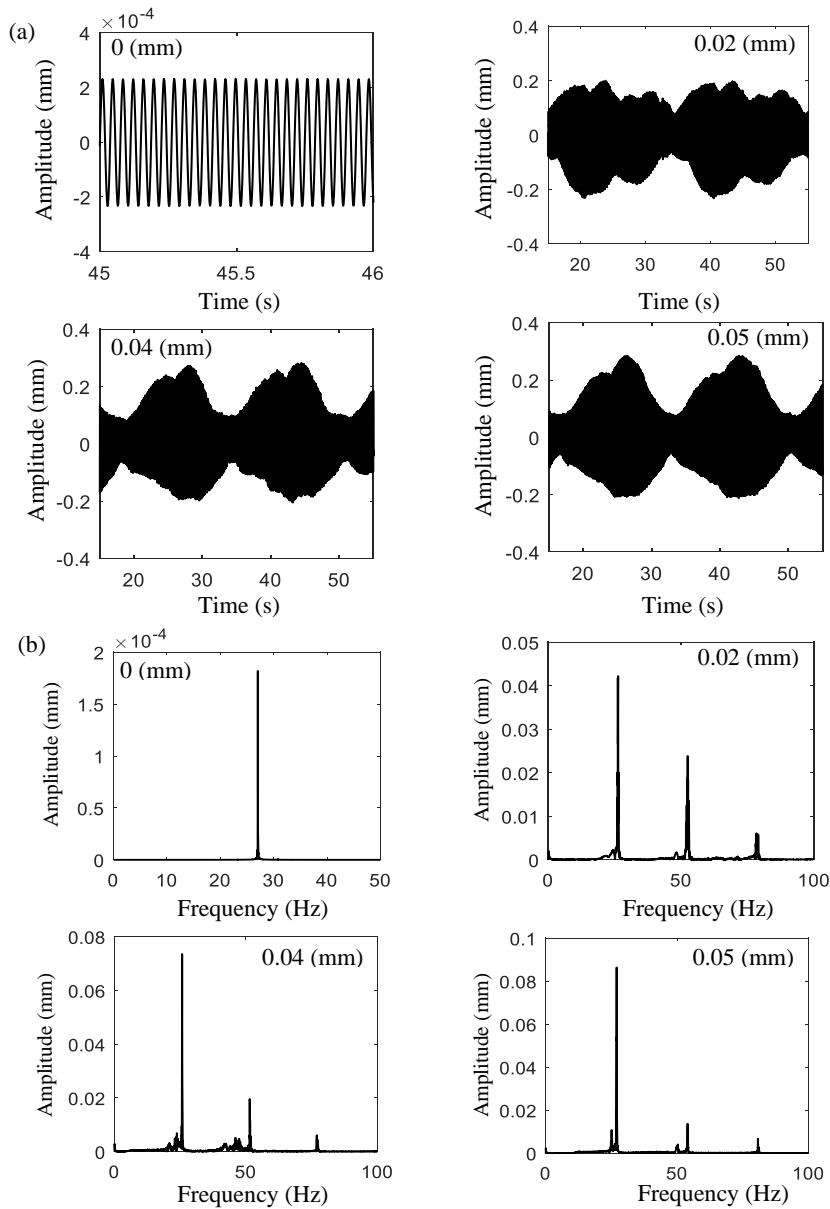 (a)
×10⁻⁴
0 (mm)
Amplitude (mm)
4
2
0
-2
-4
45
45.5
46
Time (s)
0.02 (mm)
Amplitude (mm)
0.4
0.2
0
-0.2
-0.4
20
30
40
50
Time (s)
0.04 (mm)
Amplitude (mm)
0.4
0.2
0
-0.2
-0.4
20
30
40
50
Time (s)
0.05 (mm)
Amplitude (mm)
0.4
0.2
0
-0.2
-0.4
20
30
40
50
Time (s)
(b)
×10⁻⁴
0 (mm)
Amplitude (mm)
2
1.5
1
0.5
0
0
10
20
30
40
50
Frequency (Hz)
0.02 (mm)
Amplitude (mm)
0.05
0.04
0.03
0.02
0.01
0
0
50
100
Frequency (Hz)
0.04 (mm)
Amplitude (mm)
0.08
0.06
0.04
0.02
0
0
50
100
Frequency (Hz)
0.05 (mm)
Amplitude (mm)
0.1
0.08
0.06
0.04
0.02
0
0
50
100
Frequency (Hz)